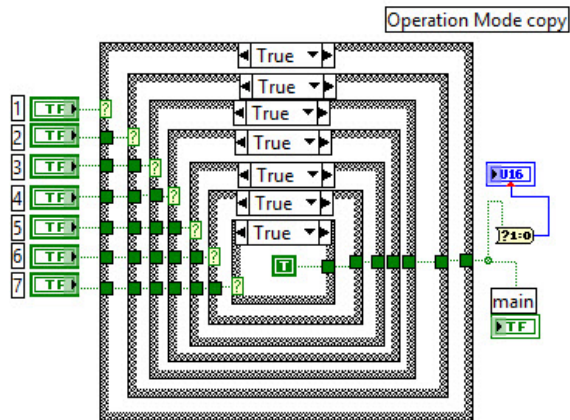 Operation Mode copy
True
True
True
True
True
True
True
1 TF ?
2 TF ?
3 TF ?
4 TF ?
5 TF ?
6 TF ?
7 TF ?
T
U16
?1:0
main
TF